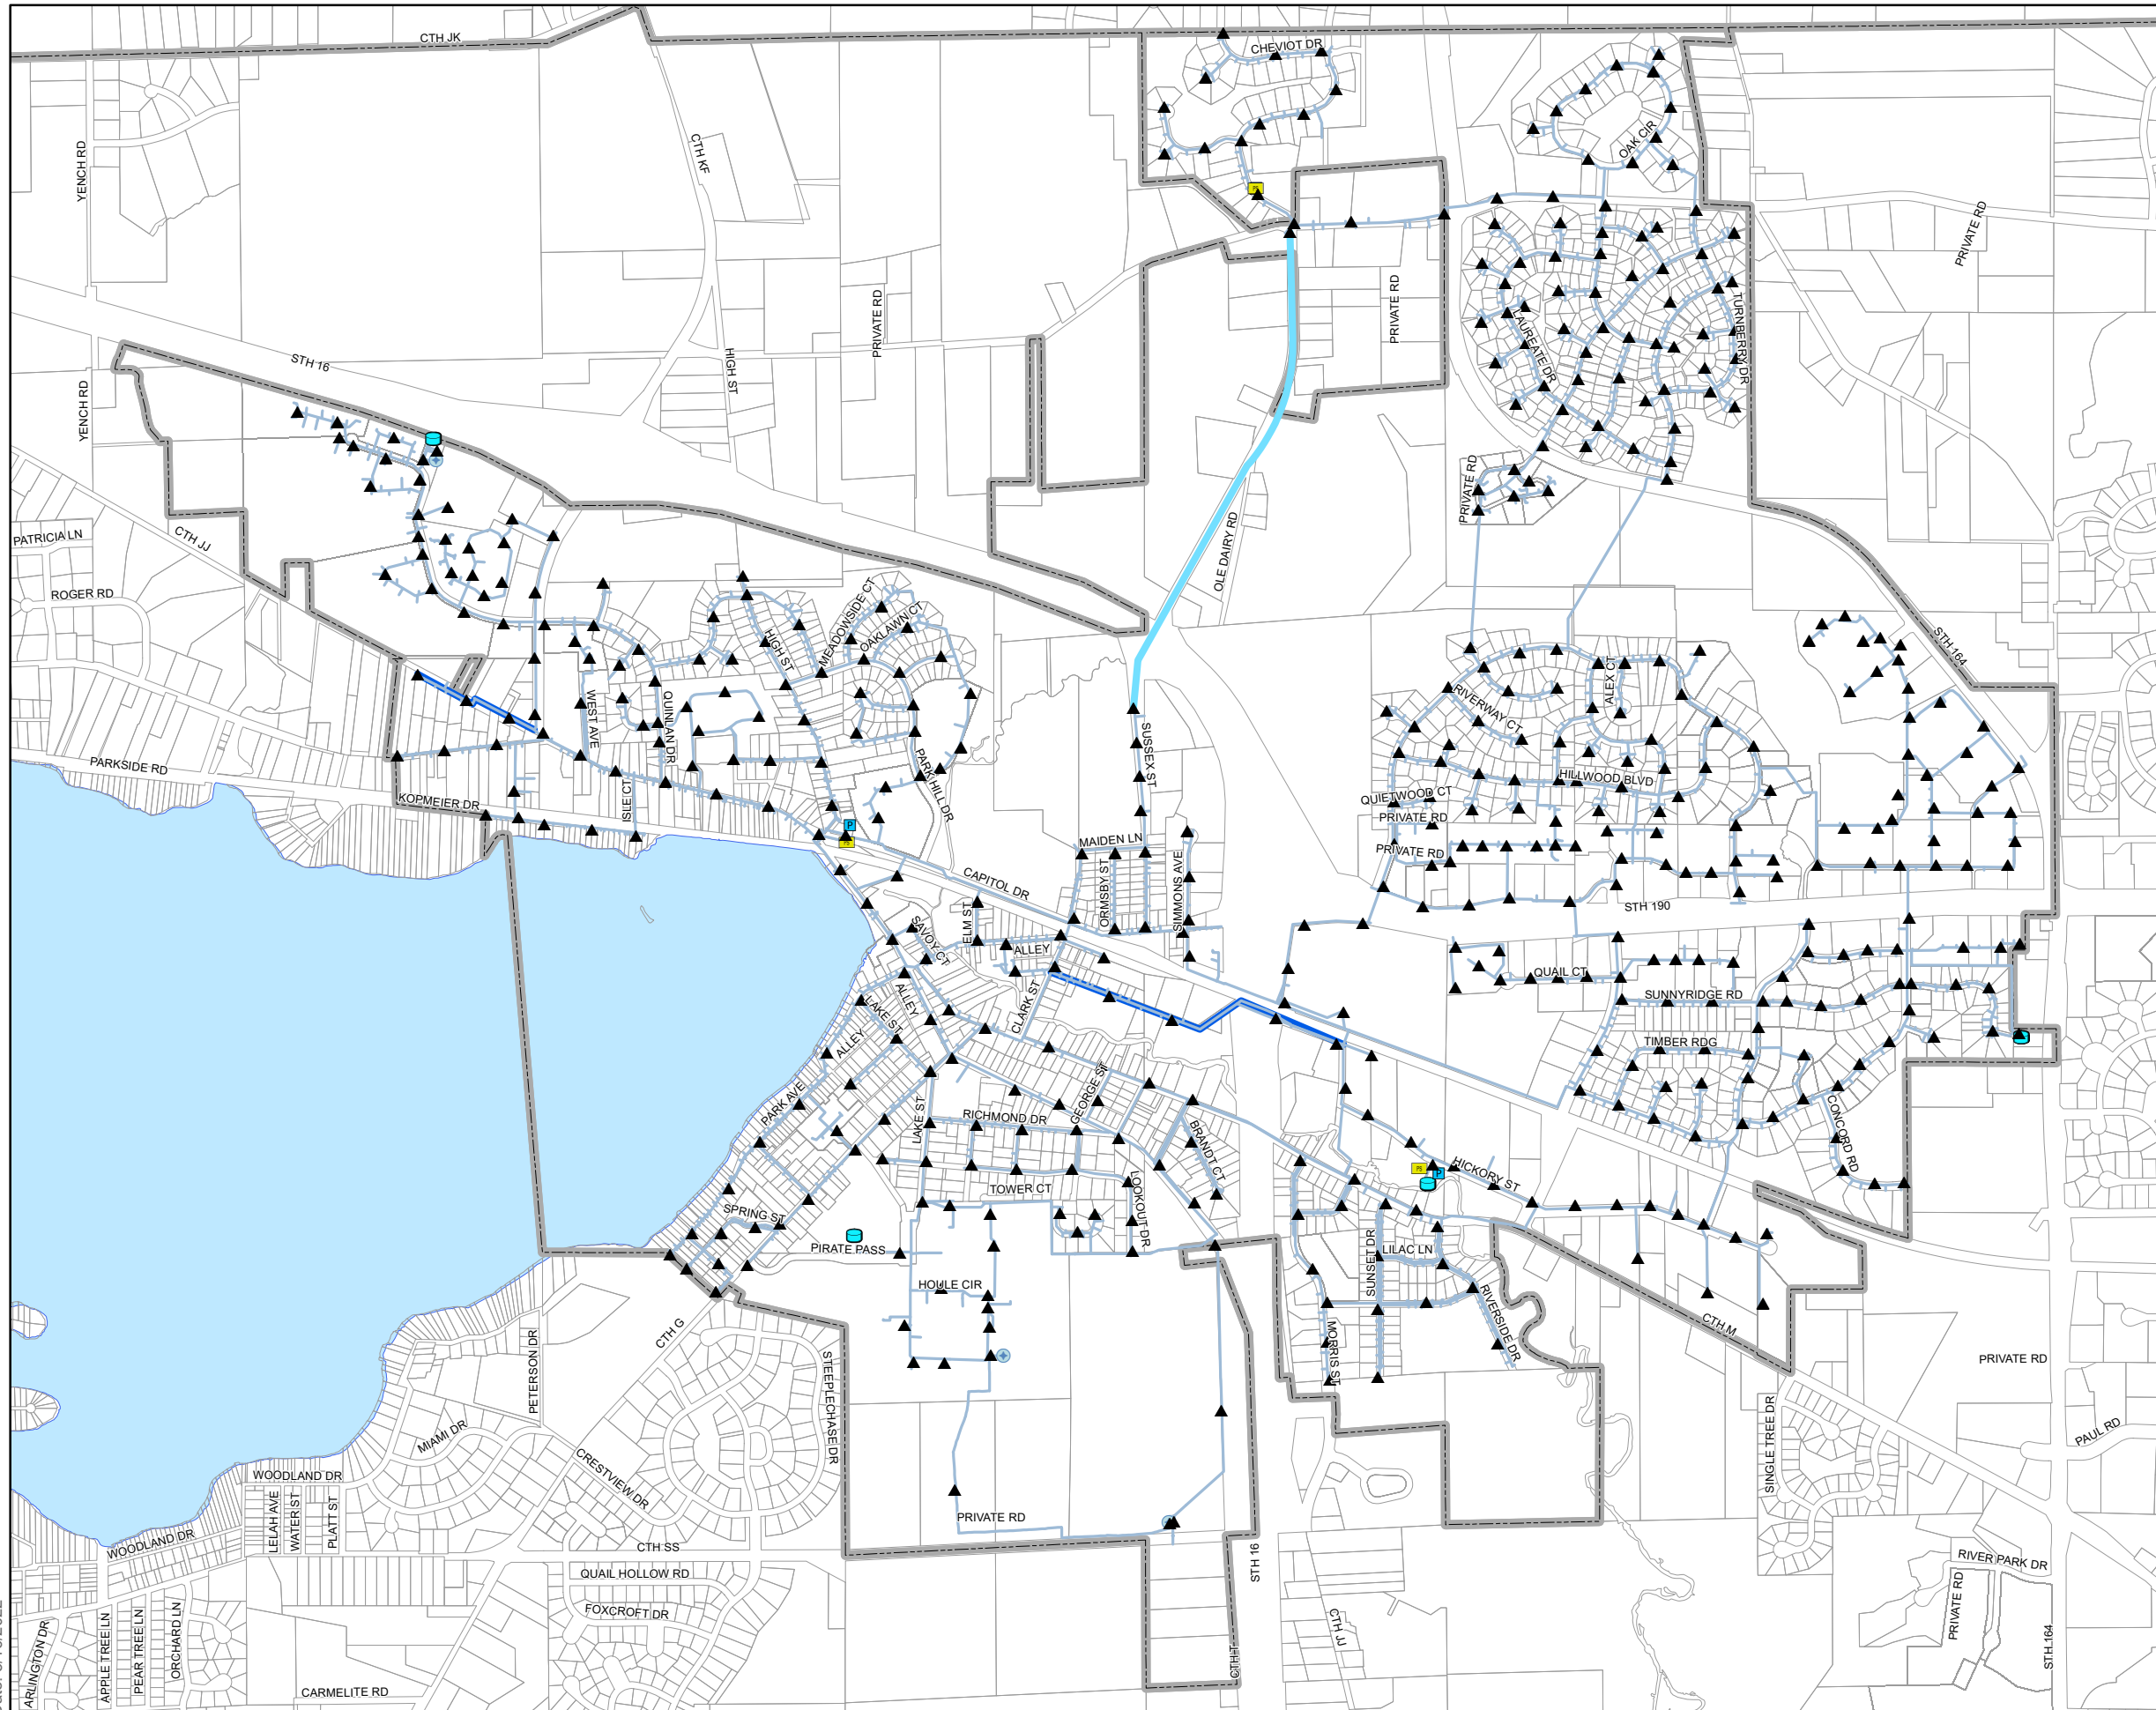 CTH JK
CHEVIOT DR
YENCH RD
CTH KF
OAK CIR
PS
PRIVATE RD
PRIVATE RD
PRIVATE RD
TURNBERRY DR
LAUREATE DR
STH 16
HIGH ST
YENCH RD
PRIVATE RD
OLE DAIRY RD
PATRICIA LN
CTH JJ
ROGER RD
MEADOWSIDE CT
OAKLAWN CT
HIGH ST
STH 164
ALEX CT
RIVERWAY CT
WEST AVE
QUINLAN DR
SUSSEX ST
PARKSIDE RD
PARKHILL DR
HILLWOOD BLVD
ISLE CT
KOPMEIER DR
QUIETWOOD CT
PRIVATE RD
P
PS
MAIDEN LN
PRIVATE RD
CAPITOL DR
ORMSBY ST
SIMMONS AVE
STH 190
ELM ST
SAVOY CT
ALLEY
QUAIL CT
ALLEY
CLARK ST
SUNNYRIDGE RD
LAKE ST
ALLEY
TIMBER RDG
PARK AVE
GEORGE ST
RICHMOND DR
LAKE ST
CONCORD RD
BRANDT CT
PS
P
HICKORY ST
TOWER CT
LOOKOUT DR
SPRING ST
PIRATE PASS
LILAC LN
SUNSET DR
HOULE CIR
RIVERSIDE DR
CTH M
CTH G
MORRIS ST
PETERSON DR
STEEPLECHASE DR
PRIVATE RD
SINGLE TREE DR
MIAMI DR
PAUL RD
WOODLAND DR
CRESTVIEW DR
LELAH AVE
WATER ST
PLATT ST
PRIVATE RD
WOODLAND DR
CTH SS
STH 16
RIVER PARK DR
QUAIL HOLLOW RD
FOXCROFT DR
PRIVATE RD
ARLINGTON DR
APPLE TREE LN
PEAR TREE LN
ORCHARD LN
CTH JJ
CTH T
STH 164
CARMELITE RD